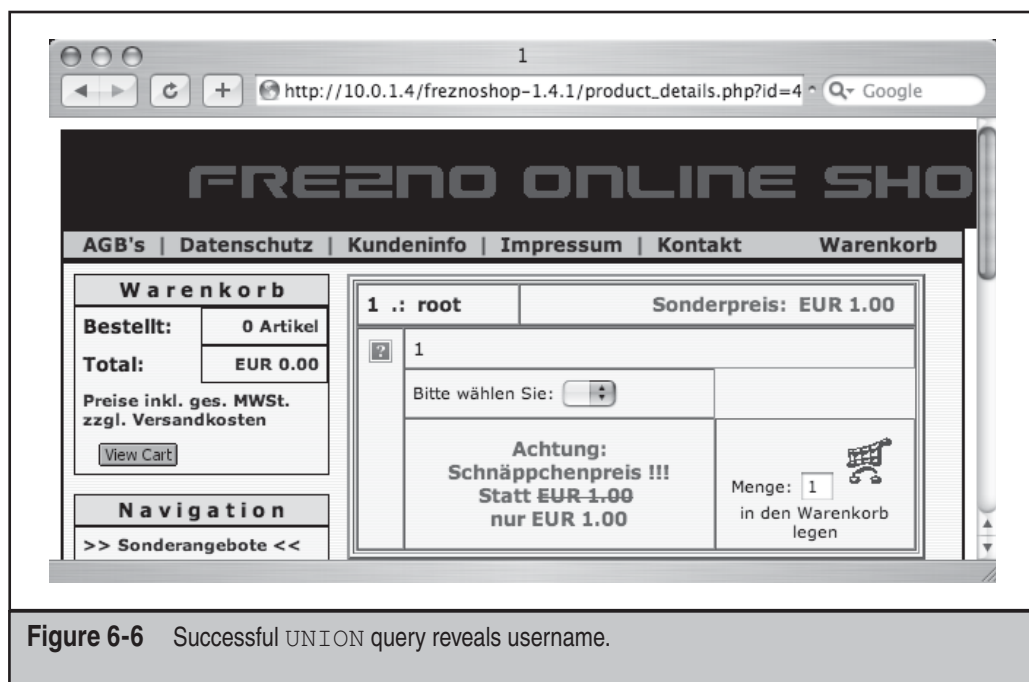 1
http://10.0.1.4/freznoshop-1.4.1/product_details.php?id=4
Google
FREZNO ONLINE SHO
AGB's | Datenschutz | Kundeninfo | Impressum | Kontakt Warenkorb
Warenkorb
Bestellt: 0 Artikel
Total: EUR 0.00
Preise inkl. ges. MWSt.
zzgl. Versandkosten
View Cart
Navigation
>> Sonderangebote <<
1 .: root Sonderpreis: EUR 1.00
?
1
Bitte wählen Sie:
Achtung:
Schnäppchenpreis !!!
Statt EUR 1.00
nur EUR 1.00
Menge: 1
in den Warenkorb
legen
Figure 6-6 Successful UNION query reveals username.